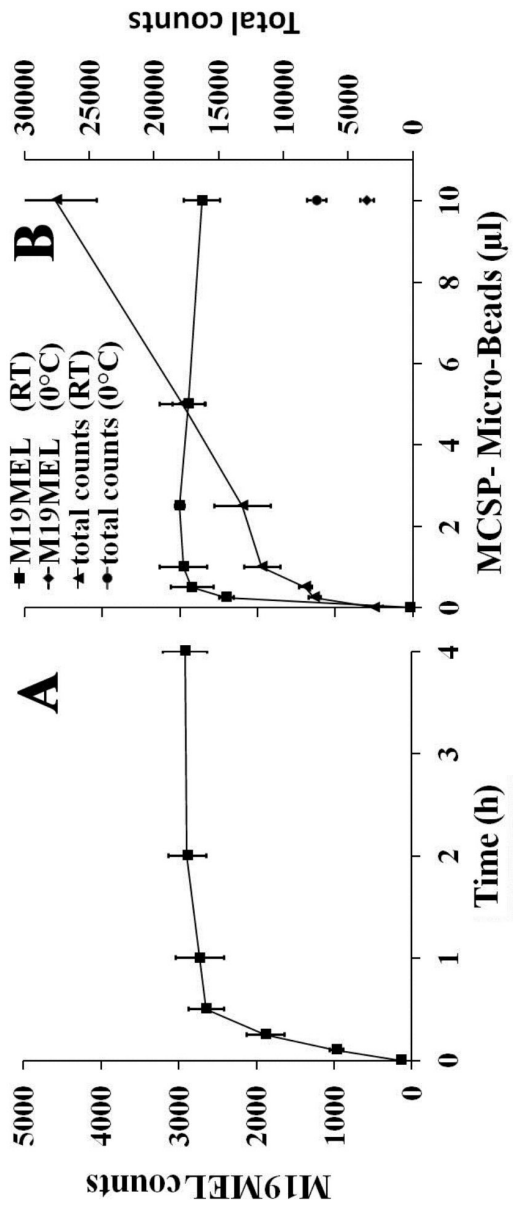 A
M19MEL counts
5000
4000
3000
2000
1000
0
0 1 2 3 4
Time (h)
B
M19MEL (RT)
M19MEL (0°C)
total counts (RT)
total counts (0°C)
Total counts
30000
25000
20000
15000
10000
5000
0
0 2 4 6 8 10
MCSP- Micro-Beads (µl)